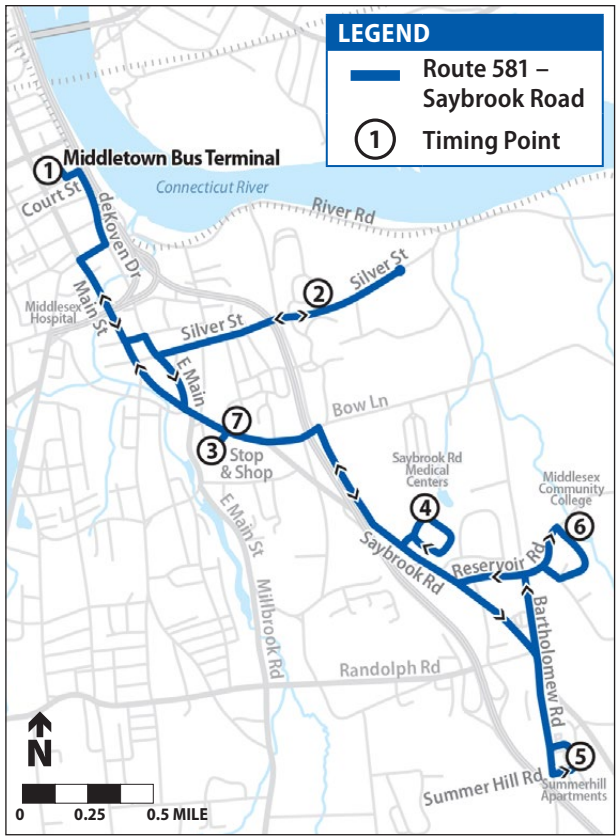 LEGEND
Route 581 –
Saybrook Road
1 Timing Point
1 Middletown Bus Terminal
Court St
deKoven Dr
Connecticut River
River Rd
Main St
Middlesex
Hospital
2
Silver St
Silver St
E Main
Bow Ln
7
3
Stop
& Shop
Saybrook Rd
Medical
Centers
4
Middlesex
Community
College
6
E Main St
Saybrook Rd
Reservoir Rd
Millbrook Rd
Bartholomew Rd
Randolph Rd
5
Summer Hill Rd
Summerhill
Apartments
N
0 0.25 0.5 MILE